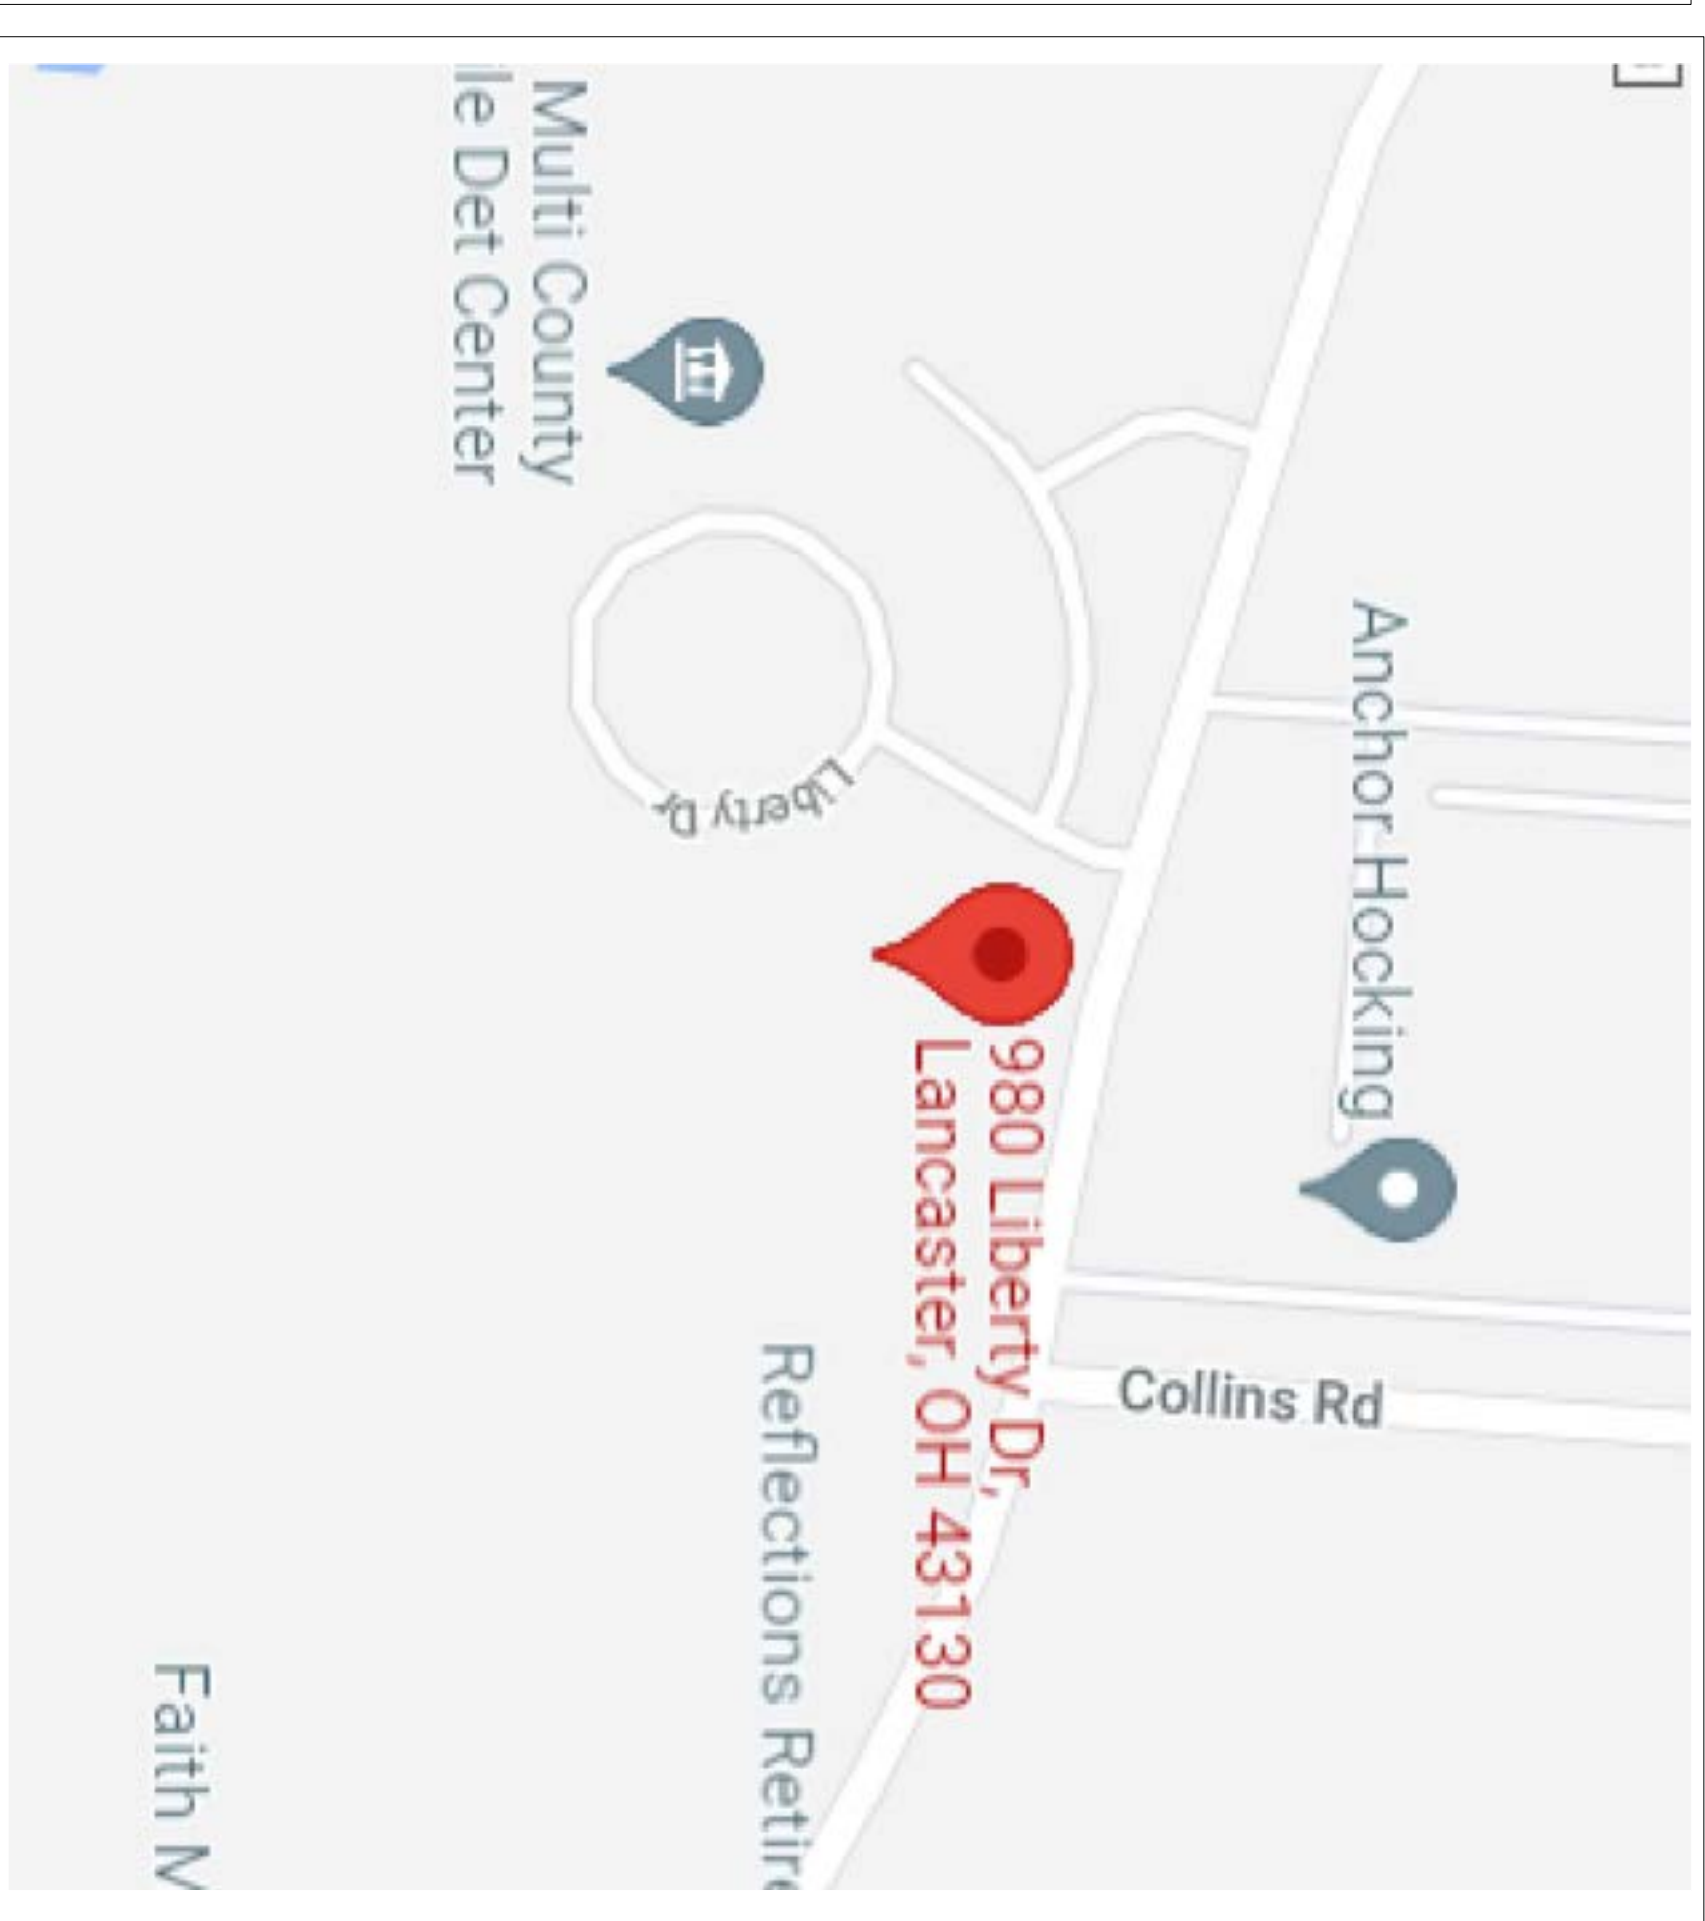 Anchor Hocking
Collins Rd
980 Liberty Dr,
Lancaster, OH 43130
Liberty Dr
Multi County
ile Det Center
Reflections Retire
Faith M